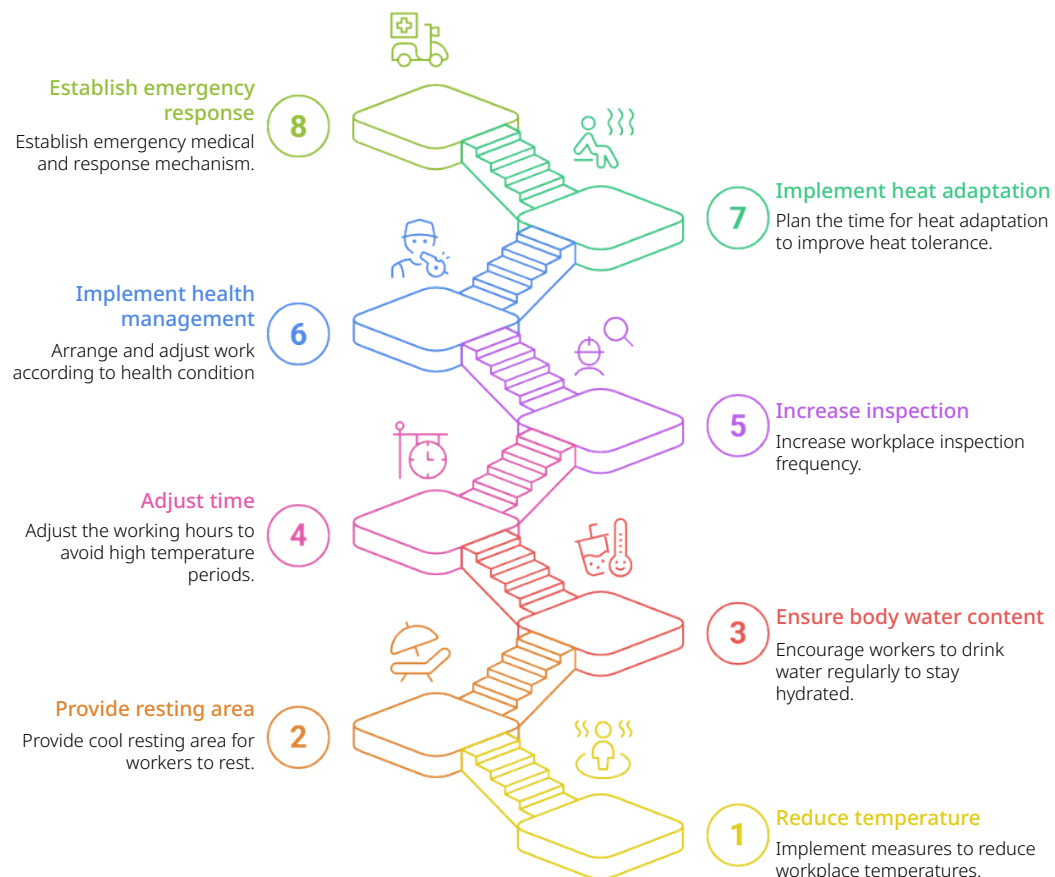 Establish emergency
response
8
Establish emergency medical
and response mechanism.
Implement heat adaptation
7
Plan the time for heat adaptation
to improve heat tolerance.
Implement health
management
6
Arrange and adjust work
according to health condition
Increase inspection
5
Increase workplace inspection
frequency.
Adjust time
4
Adjust the working hours to
avoid high temperature
periods.
Ensure body water content
3
Encourage workers to drink
water regularly to stay
hydrated.
Provide resting area
2
Provide cool resting area for
workers to rest.
Reduce temperature
1
Implement measures to reduce
workplace temperatures.